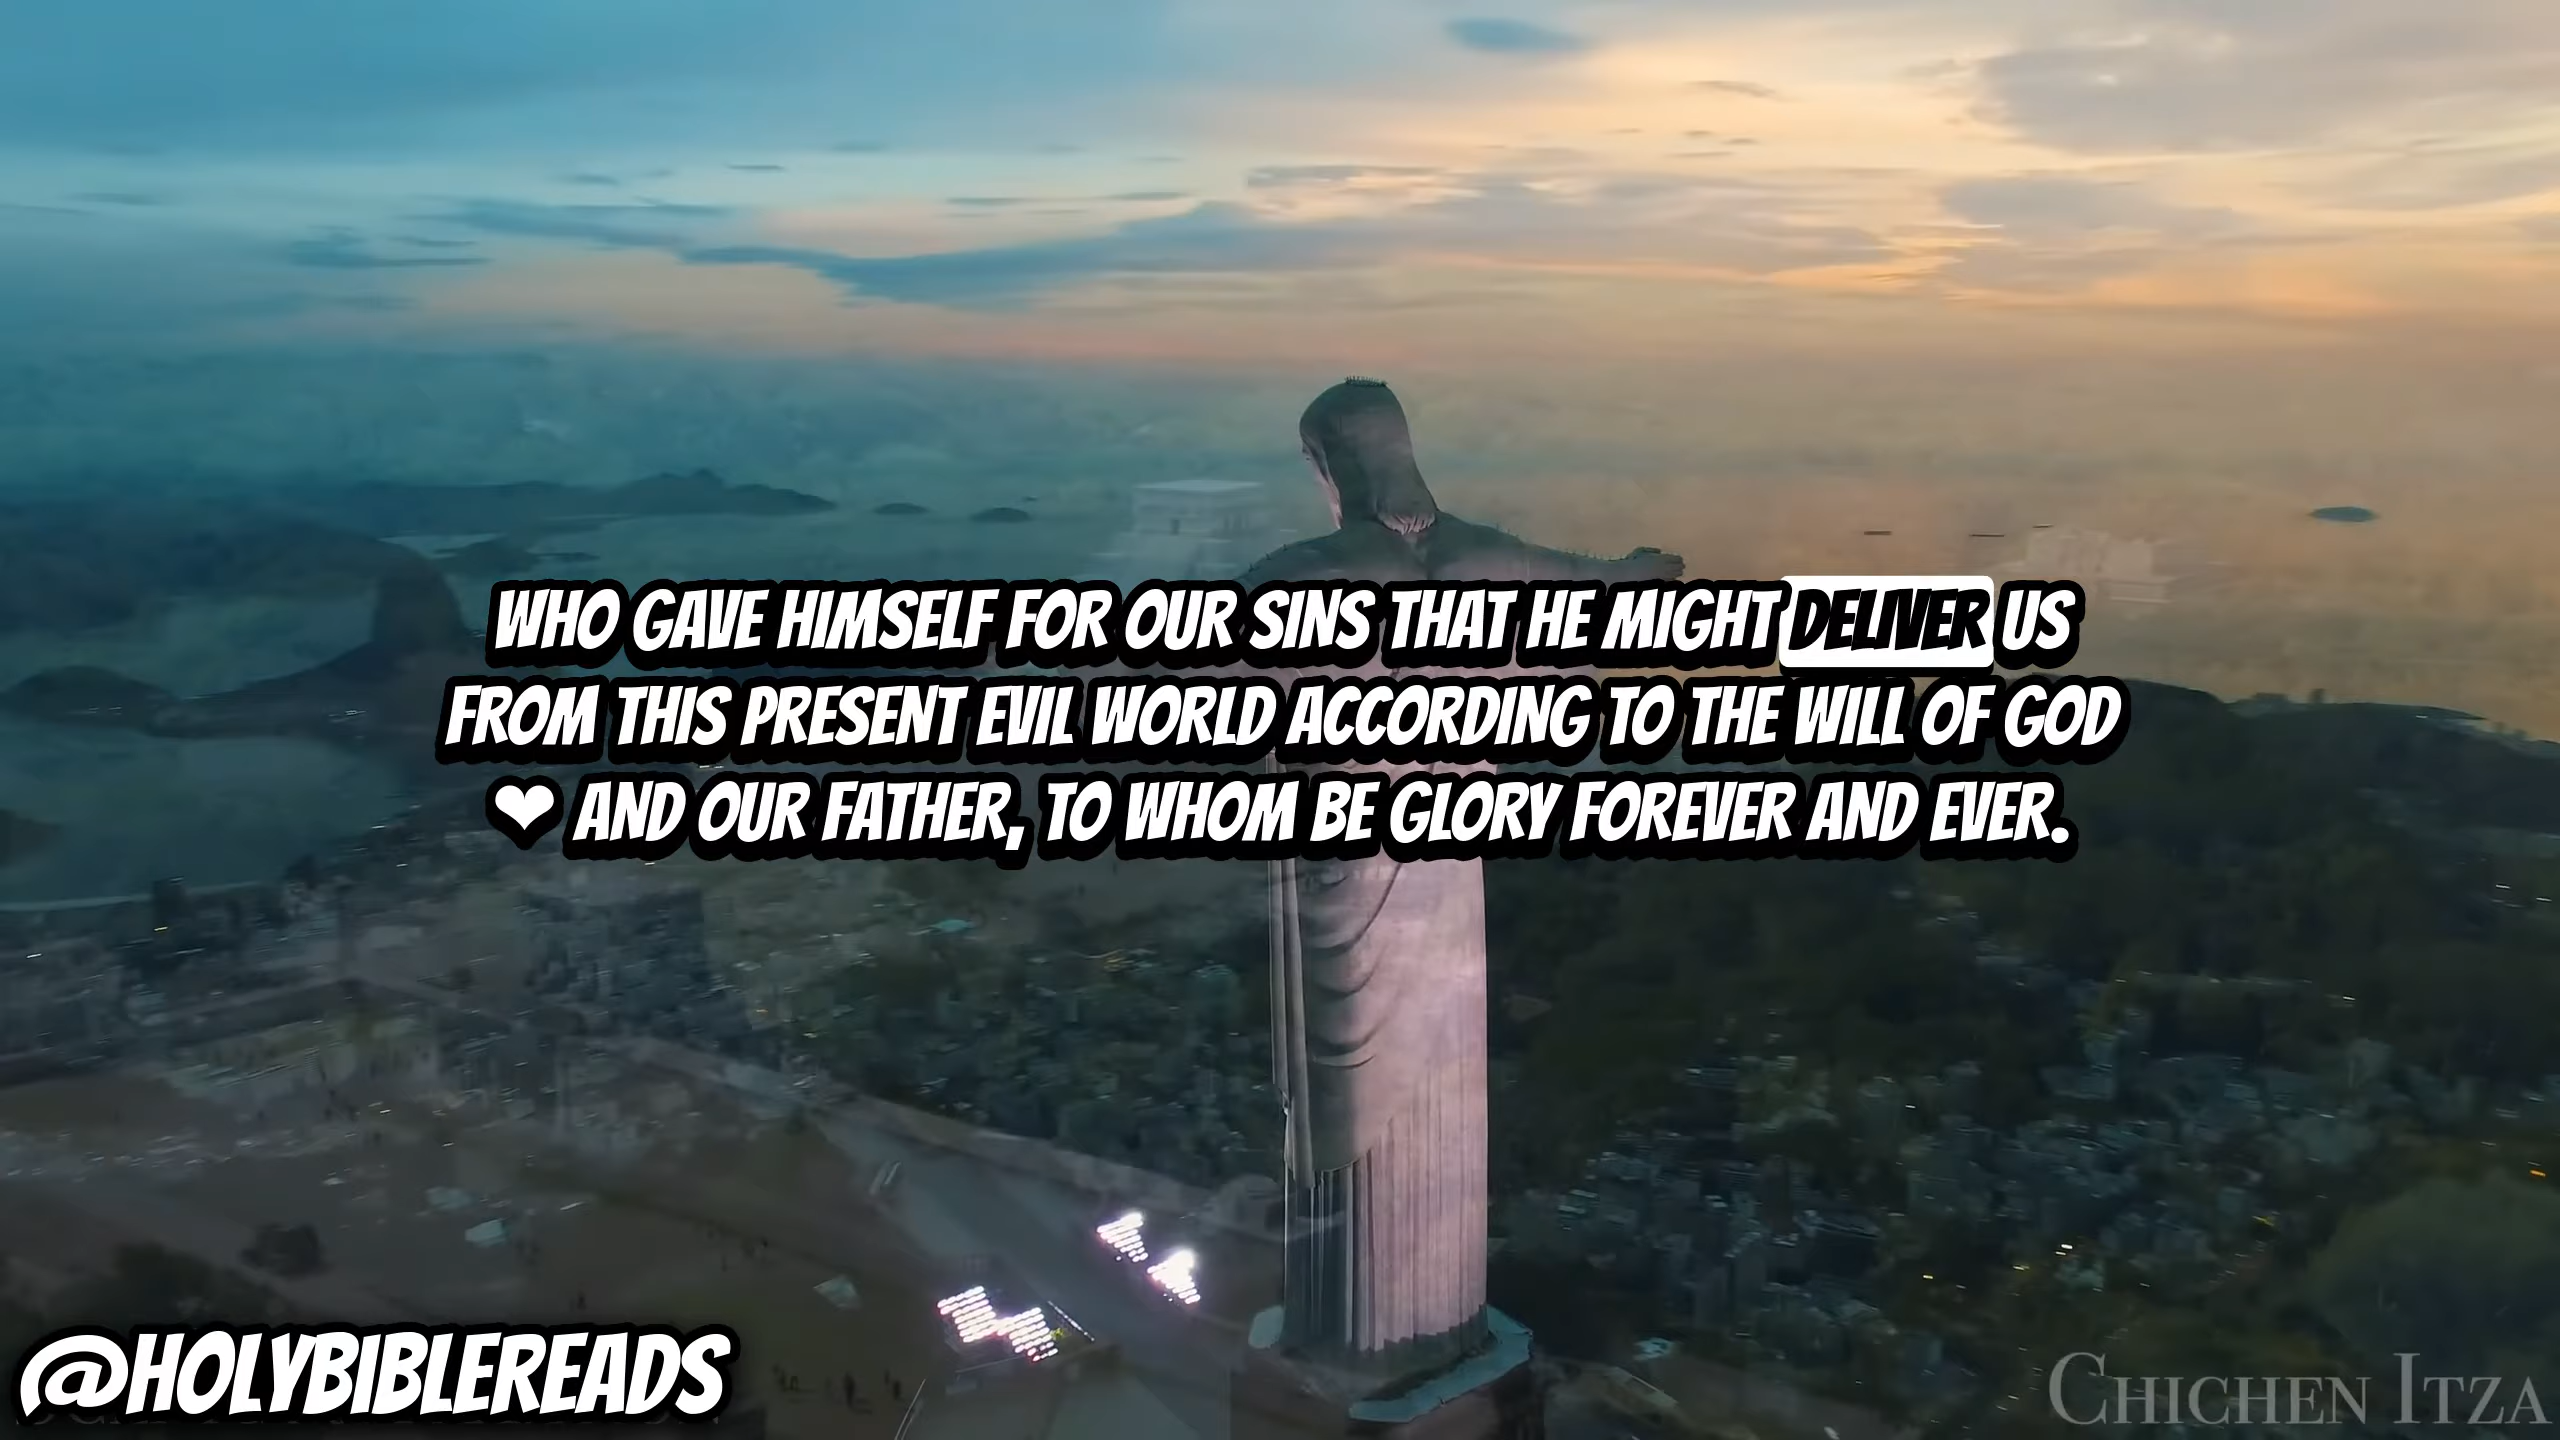 WHO GAVE HIMSELF FOR OUR SINS THAT HE MIGHT DELIVER US
FROM THIS PRESENT EVIL WORLD ACCORDING TO THE WILL OF GOD
❤ AND OUR FATHER, TO WHOM BE GLORY FOREVER AND EVER.
@HOLYBIBLEREADS
CHICHEN ITZA